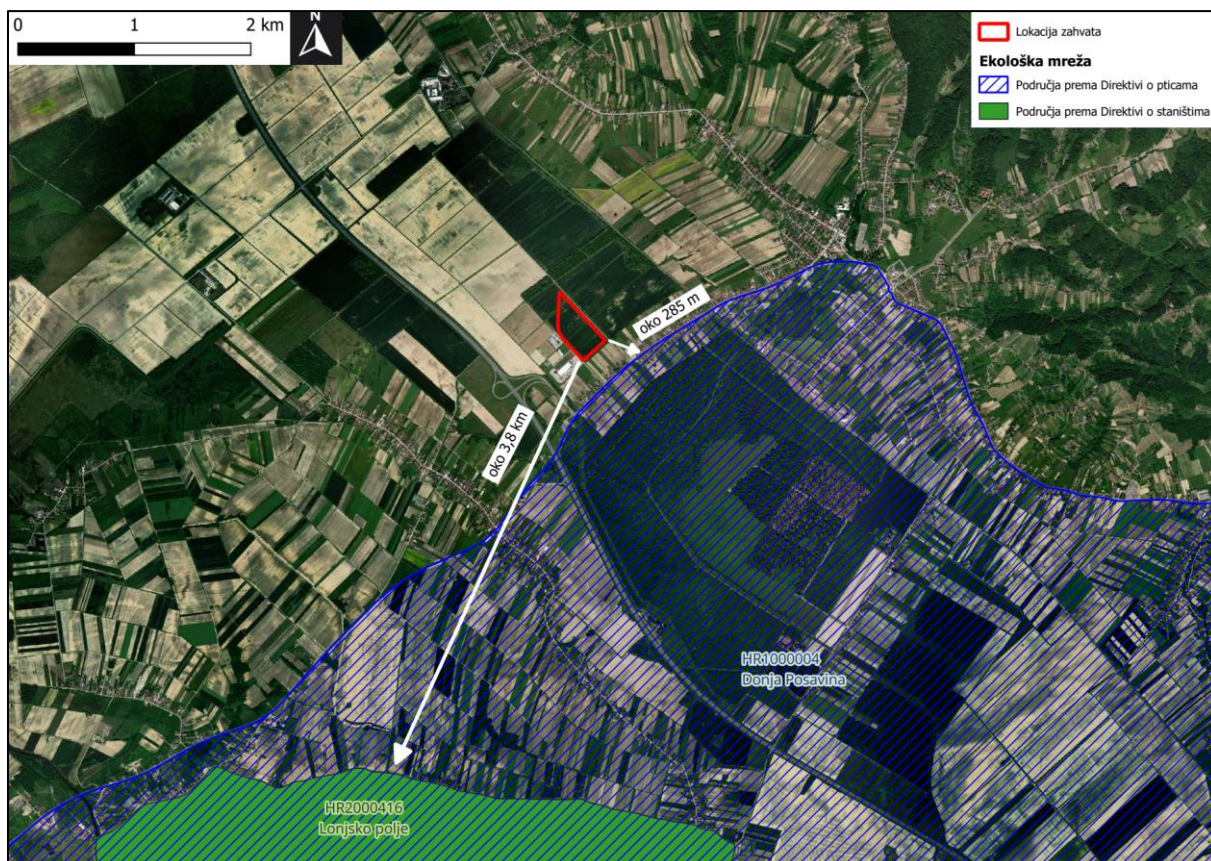 0 1 2 km
N
Lokacija zahvata
Ekološka mreža
Područja prema Direktivi o pticama
Područja prema Direktivi o staništima
oko 285 m
oko 3,8 km
HR1000004
Donja Posavina
HR2000416
Lonjsko polje